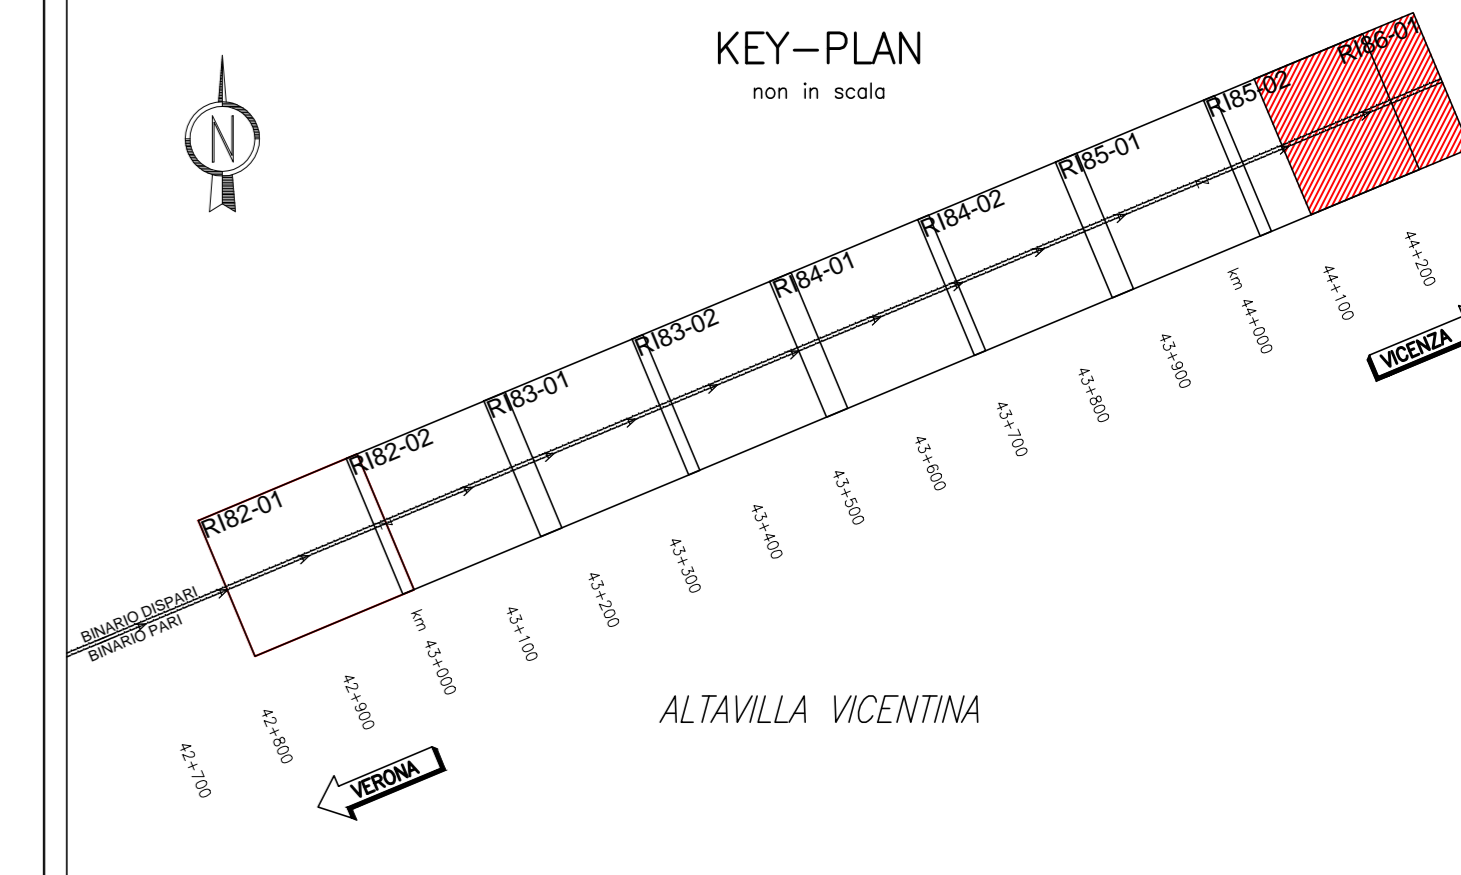 KEY-PLAN
non in scala
N
RI82-01
RI82-02
RI83-01
RI83-02
RI84-01
RI84-02
RI85-01
RI85-02
RI86-01
BINARIO DISPARI
BINARIO PARI
42+700
42+800
42+900
km 43+000
43+100
43+200
43+300
43+400
43+500
43+600
43+700
43+800
43+900
km 44+000
44+100
44+200
VICENZA
ALTAVILLA VICENTINA
VERONA